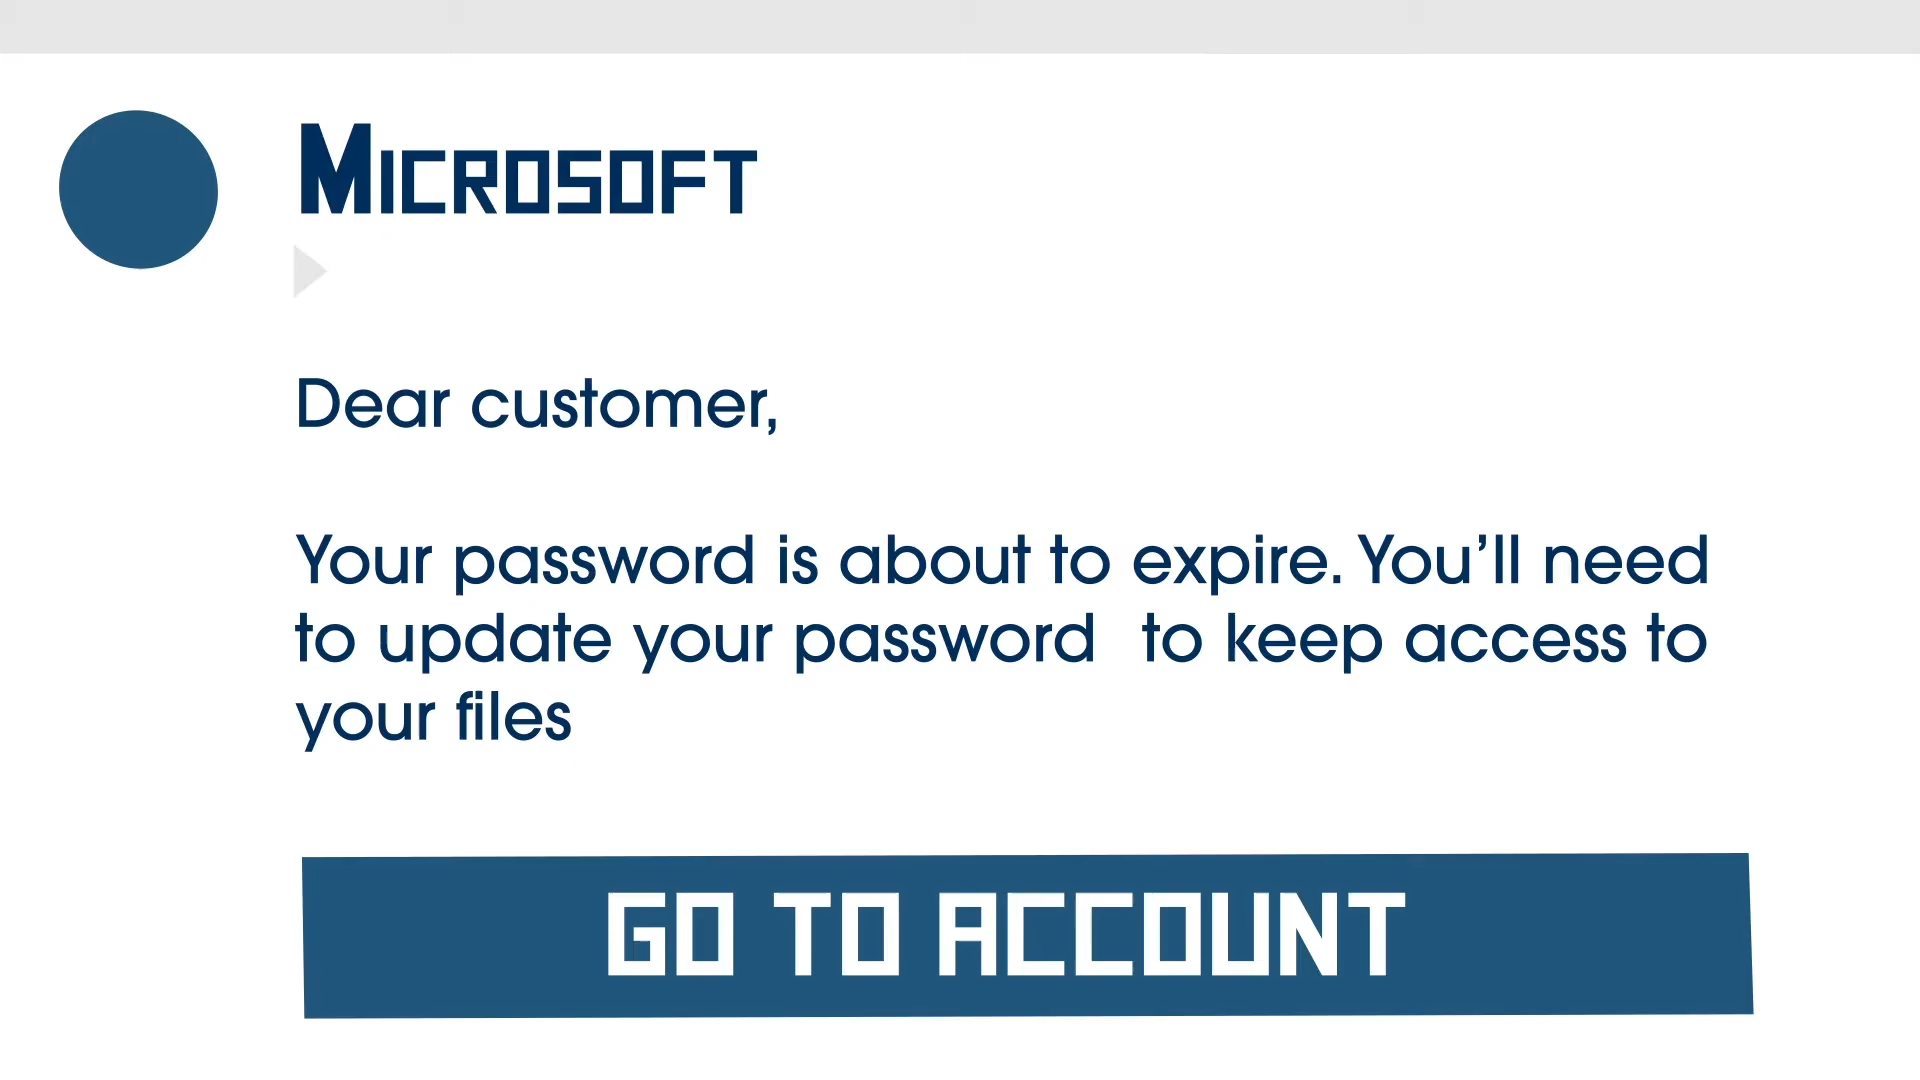 Microsoft
Dear customer,
Your password is about to expire. You’ll need
to update your password  to keep access to
your files
GO TO ACCOUNT